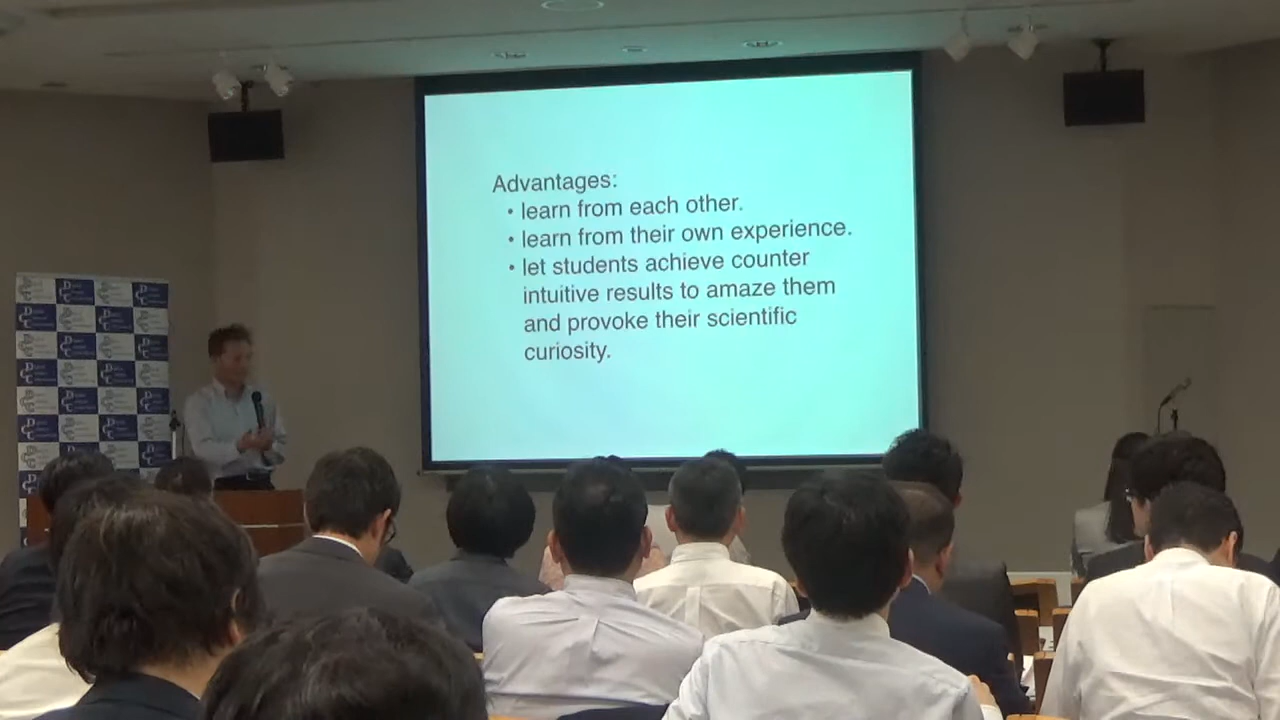 Advantages:
• learn from each other.
• learn from their own experience.
• let students achieve counter
intuitive results to amaze them
and provoke their scientific
curiosity.